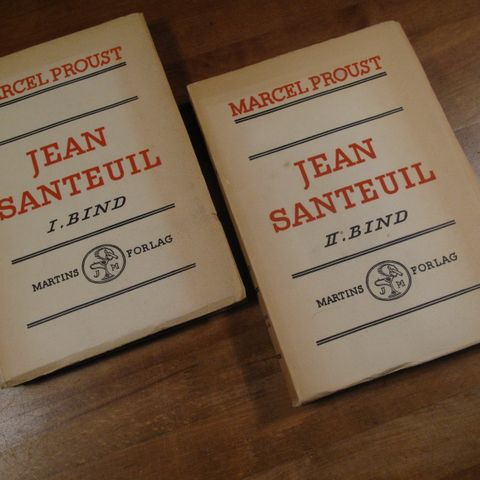 MARCEL PROUST
JEAN
SANTEUIL
I. BIND
MARTINS FORLAG
J M
MARCEL PROUST
JEAN
SANTEUIL
II. BIND
MARTINS FORLAG
J M